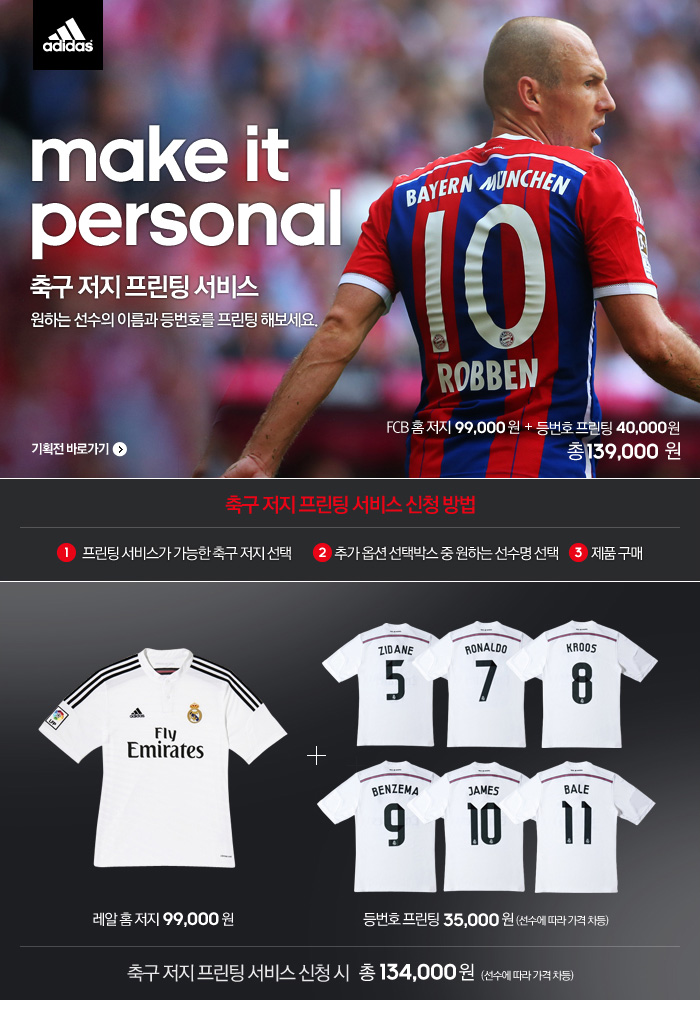 adidas
make it
personal
축구 저지 프린팅 서비스
원하는 선수의 이름과 등번호를 프린팅 해보세요.
BAYERN MÜNCHEN
10
ROBBEN
기획전 바로가기
FCB 홈 저지 99,000 원 + 등번호 프린팅 40,000원
총 139,000 원
축구 저지 프린팅 서비스 신청 방법
1 프린팅 서비스가 가능한 축구 저지 선택 2 추가 옵션 선택박스 중 원하는 선수명 선택 3 제품 구매
ZIDANE RONALDO KROOS
5 7 8
Fly
Emirates
BENZEMA JAMES BALE
9 10 11
레알 홈 저지 99,000 원
등번호 프린팅 35,000 원 (선수에 따라 가격 차등)
축구 저지 프린팅 서비스 신청 시 총 134,000 원 (선수에 따라 가격 차등)